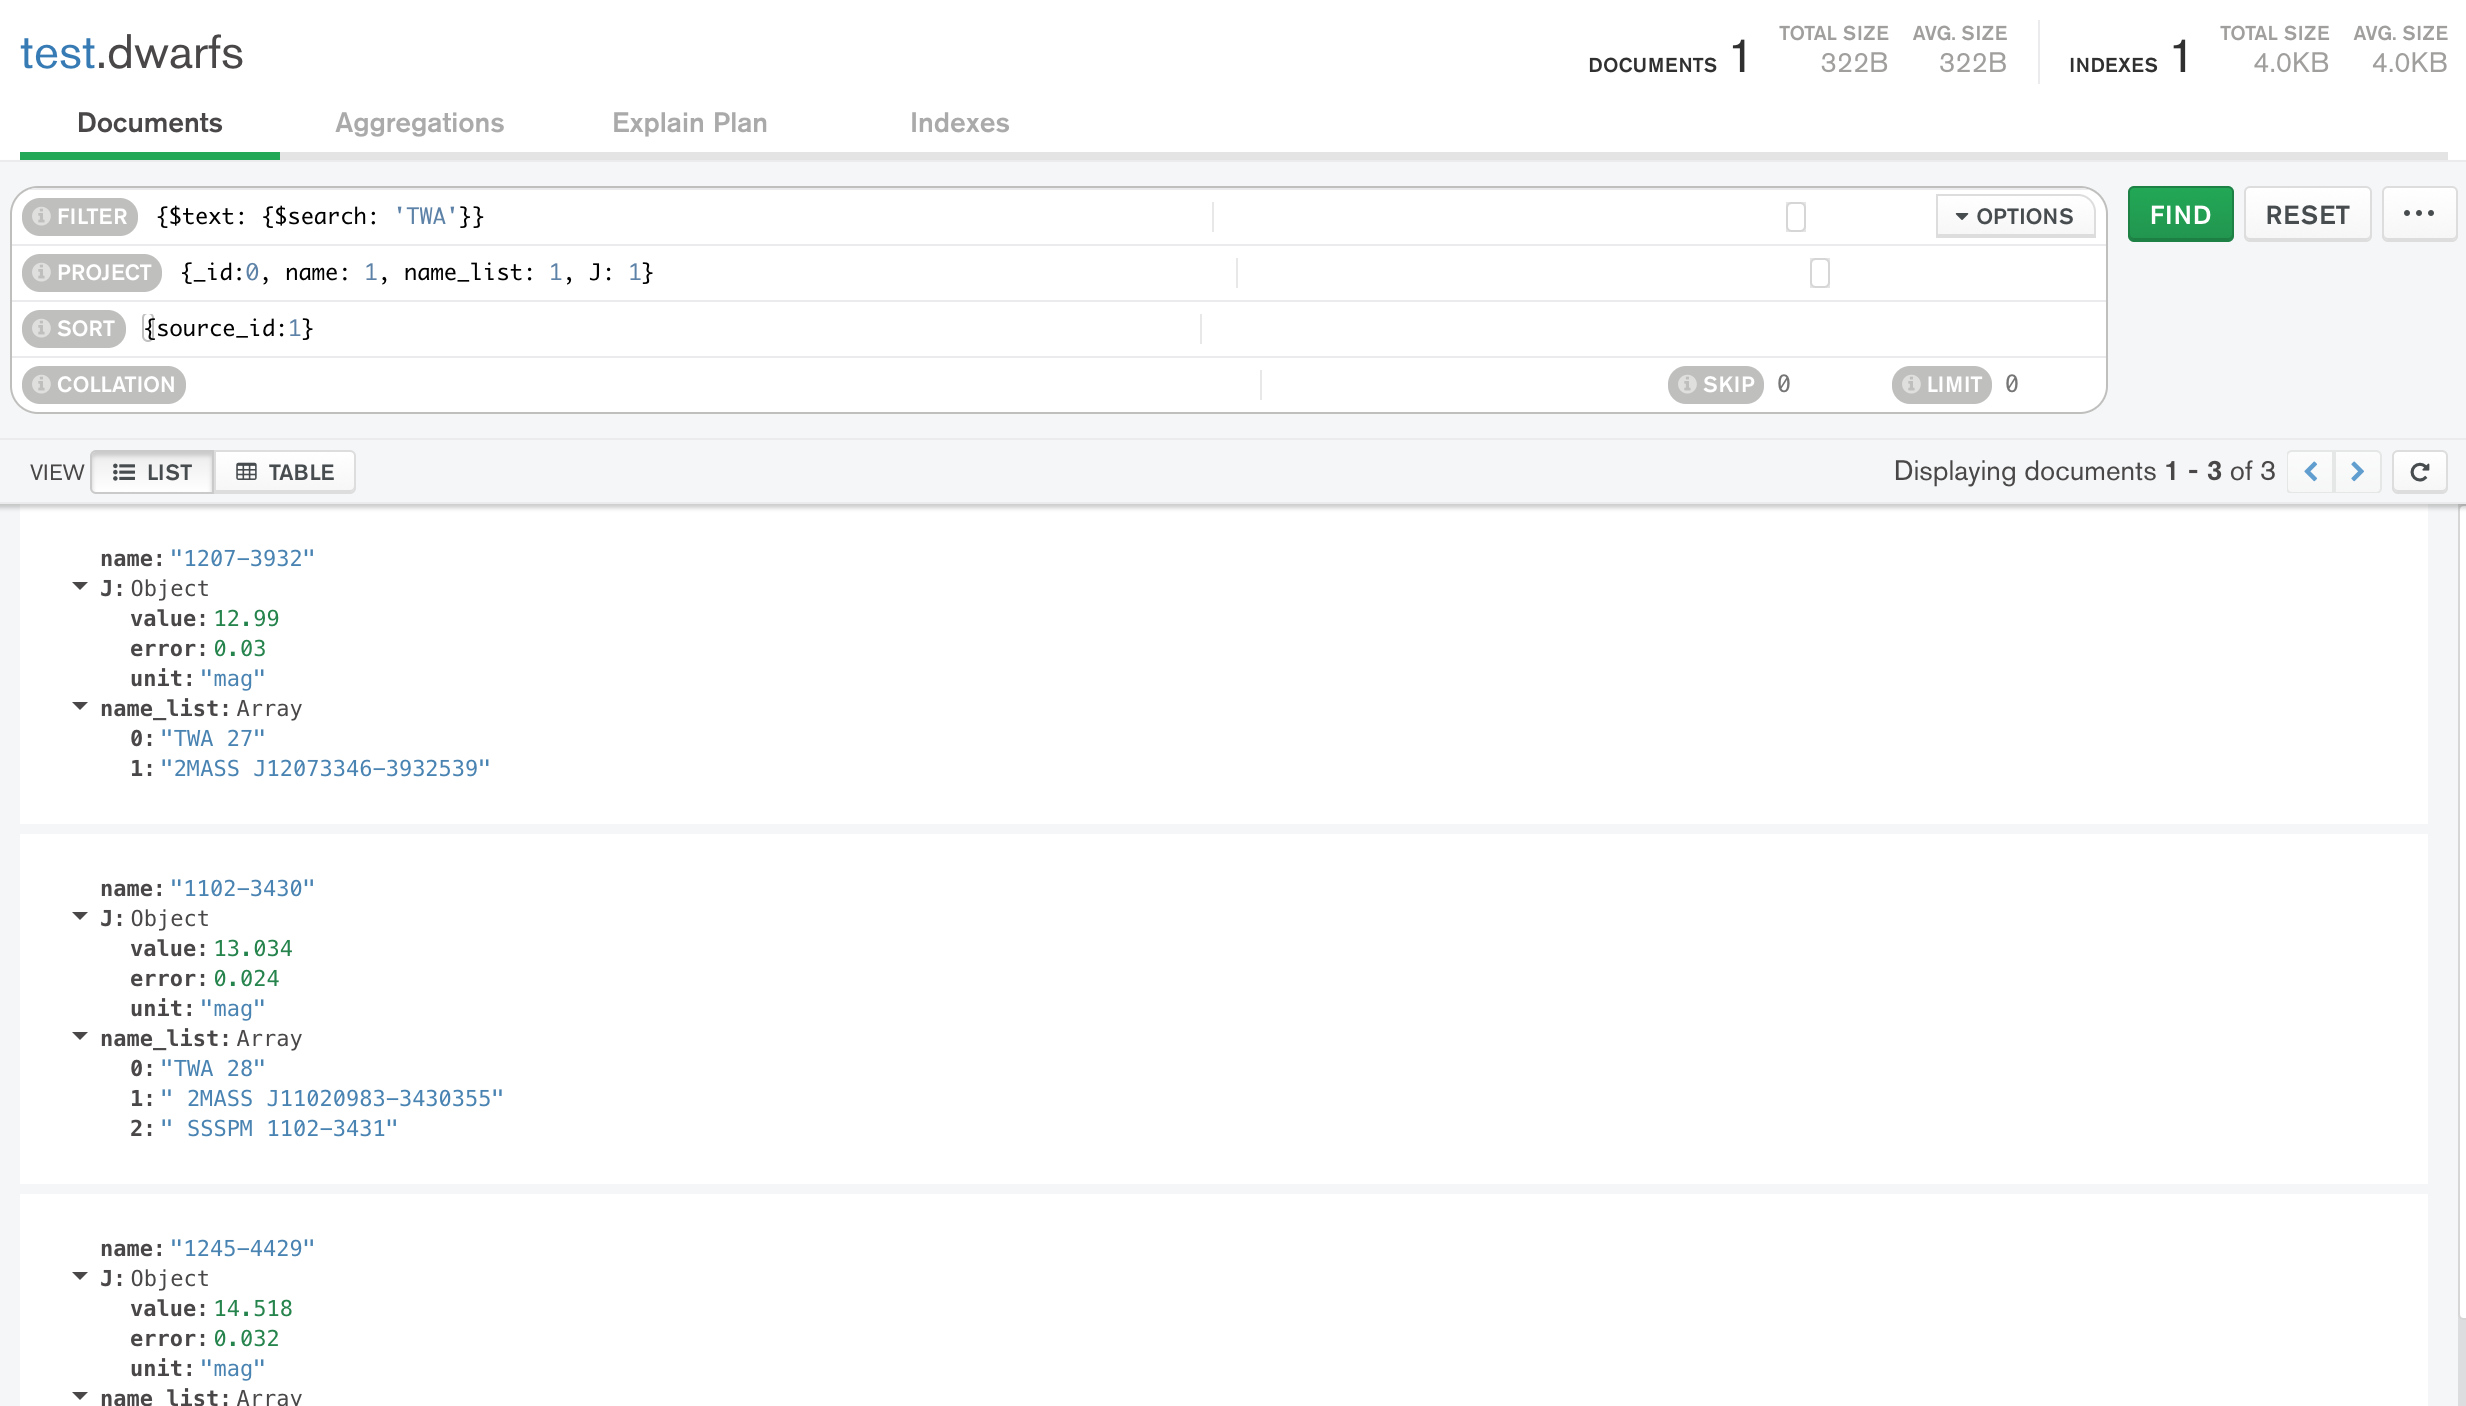 test.dwarfs
DOCUMENTS 1 TOTAL SIZE 322B AVG. SIZE 322B INDEXES 1 TOTAL SIZE 4.0KB AVG. SIZE 4.0KB
Documents Aggregations Explain Plan Indexes
FILTER {$text: {$search: 'TWA'}} OPTIONS FIND RESET ...
PROJECT {_id:0, name: 1, name_list: 1, J: 1}
SORT {source_id:1}
COLLATION SKIP 0 LIMIT 0
VIEW LIST TABLE Displaying documents 1 - 3 of 3
name: "1207-3932"
J: Object
value: 12.99
error: 0.03
unit: "mag"
name_list: Array
0: "TWA 27"
1: "2MASS J12073346-3932539"
name: "1102-3430"
J: Object
value: 13.034
error: 0.024
unit: "mag"
name_list: Array
0: "TWA 28"
1: " 2MASS J11020983-3430355"
2: " SSSPM 1102-3431"
name: "1245-4429"
J: Object
value: 14.518
error: 0.032
unit: "mag"
name_list: Array